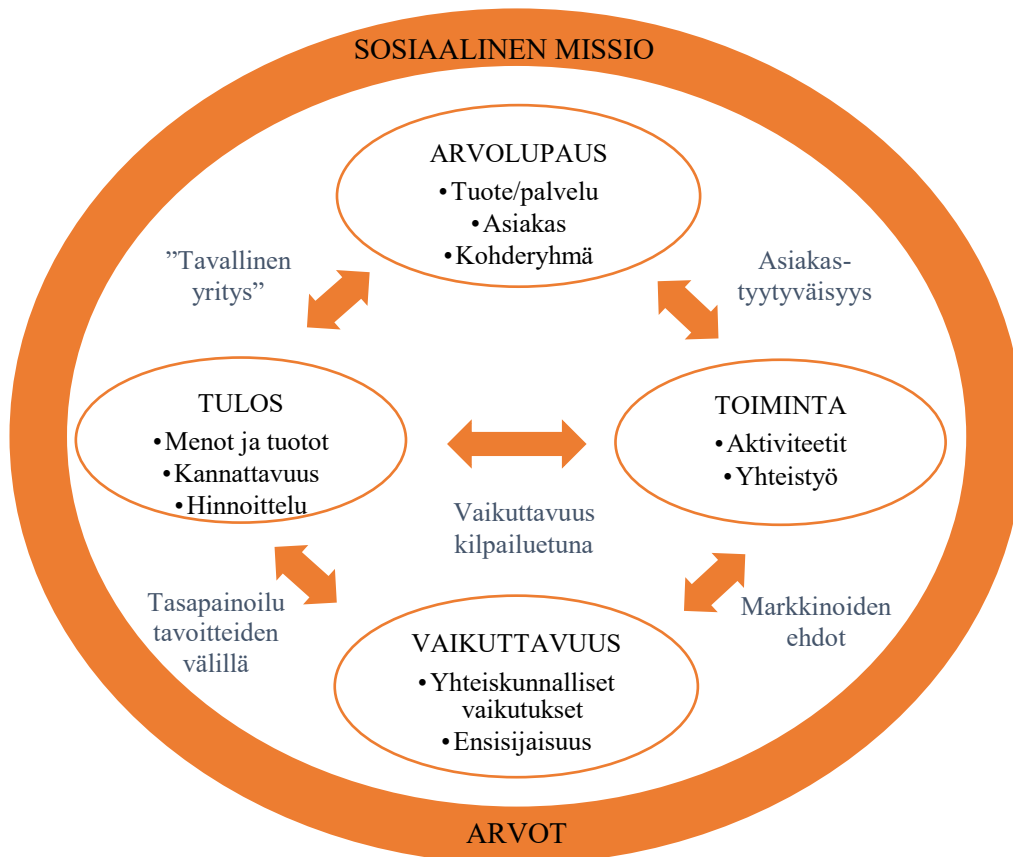 SOSIAALINEN MISSIO
ARVOLUPAUS
•Tuote/palvelu
•Asiakas
•Kohderyhmä
”Tavallinen
yritys”
Asiakas-
tyytyväisyys
TULOS
•Menot ja tuotot
•Kannattavuus
•Hinnoittelu
TOIMINTA
•Aktiviteetit
•Yhteistyö
Vaikuttavuus
kilpailuetuna
Tasapainoilu
tavoitteiden
välillä
Markkinoiden
ehdot
VAIKUTTAVUUS
•Yhteiskunnalliset
vaikutukset
•Ensisijaisuus
ARVOT